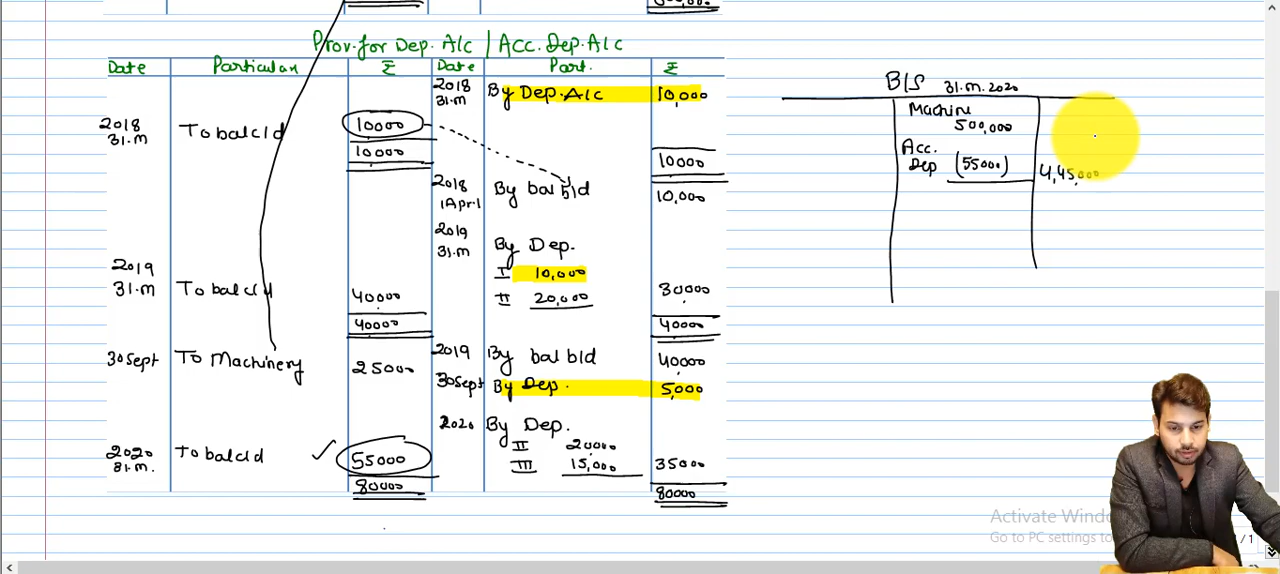 Prov. for Dep. A/c | Acc. Dep. A/c
Date Particulan ₹ Date Part. ₹
2018 31.M By Dep. A/c 10,000
2018 31.M To bal c/d 10000
10000 10000
2018 1 April By bal b/d 10,000
2019 31.M By Dep.
I 10,000
2019 31.M To bal c/d 40000 II 20,000 30000
40000 40000
30 Sept To Machinery 25000 2019 By bal b/d 40000
30 Sept By Dep. 5,000
2020 By Dep.
II 20000
2020 31.M. To bal c/d 55000 III 15,000 35000
80000 80000
B/S 31.M.2020
Machine
500,000
Acc.
Dep (55000) 4,45,000
Activate Windo
Go to PC settings to
/ 1